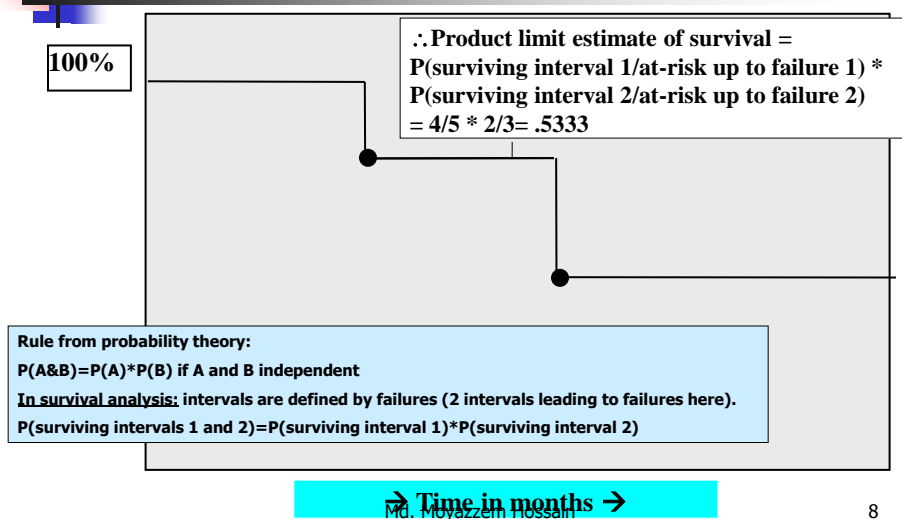 100%
∴Product limit estimate of survival =
P(surviving interval 1/at-risk up to failure 1) *
P(surviving interval 2/at-risk up to failure 2)
= 4/5 * 2/3= .5333
Rule from probability theory:
P(A&B)=P(A)*P(B) if A and B independent
In survival analysis: intervals are defined by failures (2 intervals leading to failures here).
P(surviving intervals 1 and 2)=P(surviving interval 1)*P(surviving interval 2)
→ Time in months →
Md. Moyazzem Hossain
8